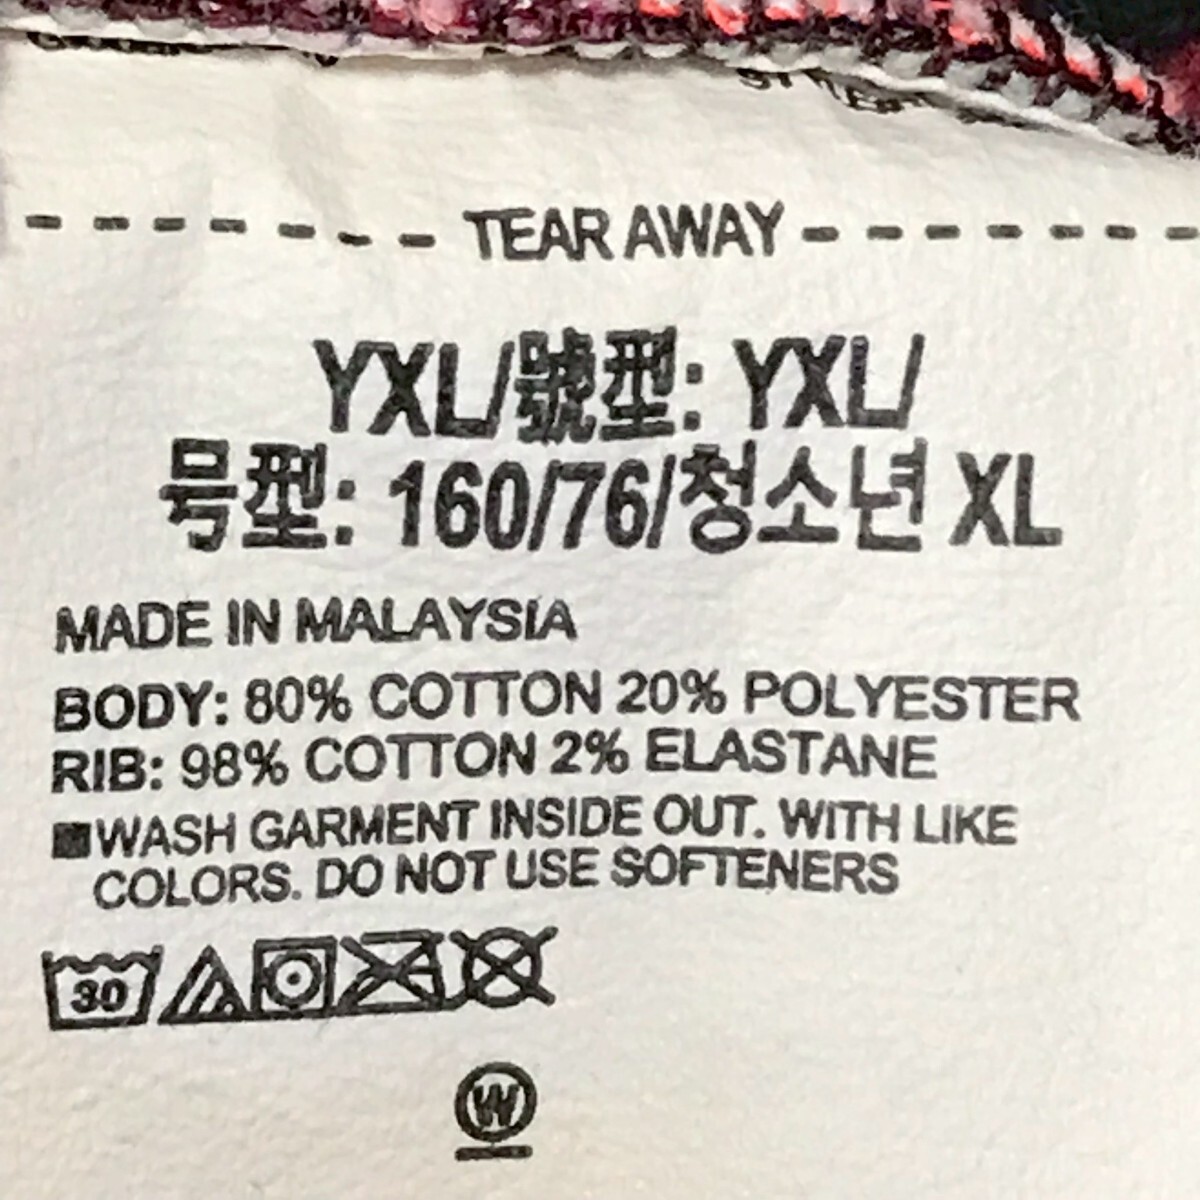 TEAR AWAY
YXL/號型: YXL/
号型: 160/76/청소년 XL
MADE IN MALAYSIA
BODY: 80% COTTON 20% POLYESTER
RIB: 98% COTTON 2% ELASTANE
■WASH GARMENT INSIDE OUT. WITH LIKE
COLORS. DO NOT USE SOFTENERS
30
W